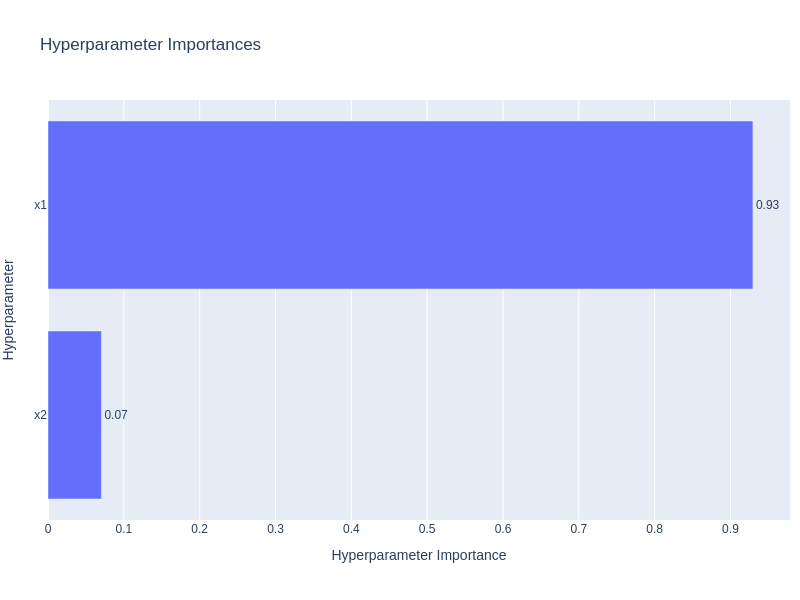 Hyperparameter Importances
Hyperparameter
x1
0.93
x2
0.07
0
0.1
0.2
0.3
0.4
0.5
0.6
0.7
0.8
0.9
Hyperparameter Importance